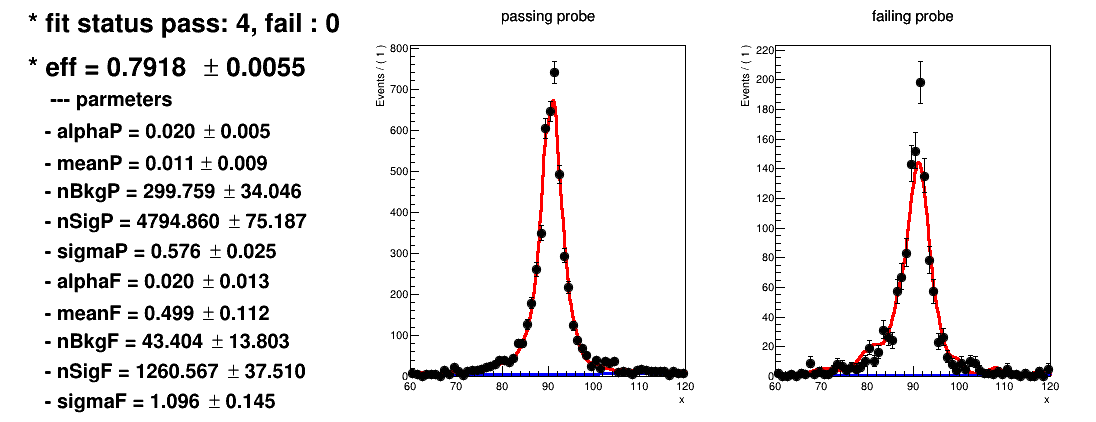 * fit status pass: 4, fail : 0
* eff = 0.7918 ± 0.0055
--- parmeters
- alphaP = 0.020 ± 0.005
- meanP = 0.011 ± 0.009
- nBkgP = 299.759 ± 34.046
- nSigP = 4794.860 ± 75.187
- sigmaP = 0.576 ± 0.025
- alphaF = 0.020 ± 0.013
- meanF = 0.499 ± 0.112
- nBkgF = 43.404 ± 13.803
- nSigF = 1260.567 ± 37.510
- sigmaF = 1.096 ± 0.145
passing probe
Events / ( 1 )
800
700
600
500
400
300
200
100
0
60 70 80 90 100 110 120
x
failing probe
Events / ( 1 )
220
200
180
160
140
120
100
80
60
40
20
0
60 70 80 90 100 110 120
x